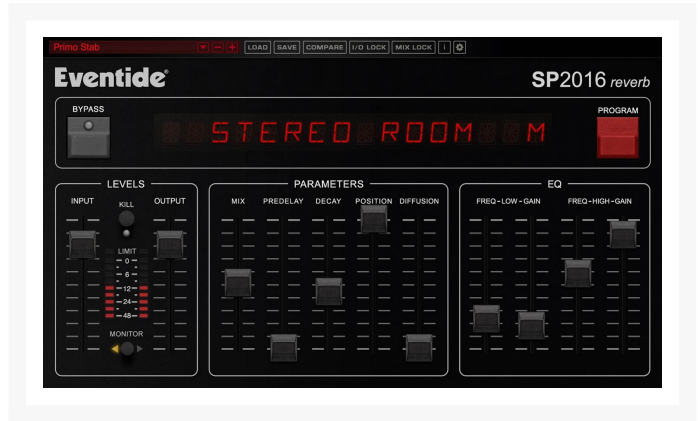 Primo Stab
LOAD SAVE COMPARE I/O LOCK MIX LOCK i
Eventide®
SP2016 reverb
BYPASS
STEREO ROOM M
PROGRAM
LEVELS
INPUT
KILL
OUTPUT
LIMIT
0
6
12
24
48
MONITOR
PARAMETERS
MIX PREDELAY DECAY POSITION DIFFUSION
EQ
FREQ-LOW-GAIN FREQ-HIGH-GAIN